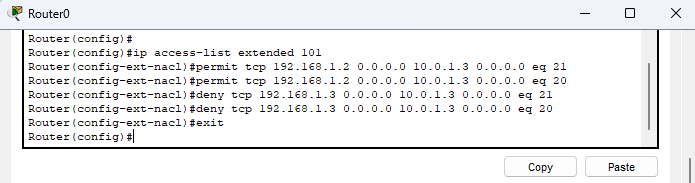 Router0
Router(config)#
Router(config)#ip access-list extended 101
Router(config-ext-nacl)#permit tcp 192.168.1.2 0.0.0.0 10.0.1.3 0.0.0.0 eq 21
Router(config-ext-nacl)#permit tcp 192.168.1.2 0.0.0.0 10.0.1.3 0.0.0.0 eq 20
Router(config-ext-nacl)#deny tcp 192.168.1.3 0.0.0.0 10.0.1.3 0.0.0.0 eq 21
Router(config-ext-nacl)#deny tcp 192.168.1.3 0.0.0.0 10.0.1.3 0.0.0.0 eq 20
Router(config-ext-nacl)#exit
Router(config)#
Copy Paste